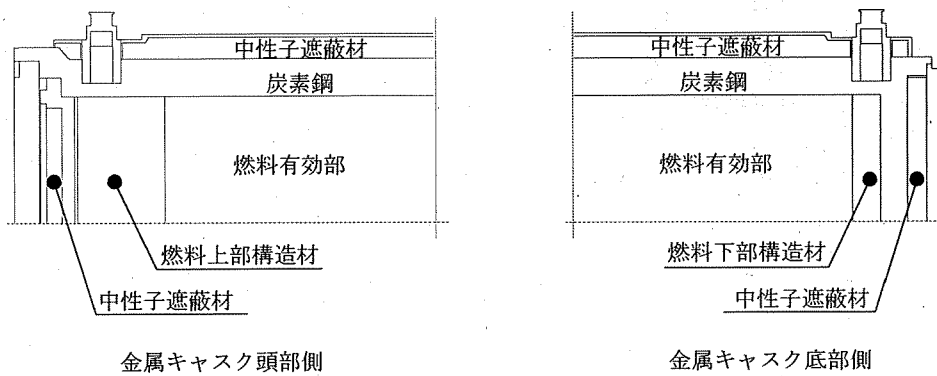 中性子遮蔽材
炭素鋼
燃料有効部
燃料上部構造材
中性子遮蔽材
金属キャスク頭部側
中性子遮蔽材
炭素鋼
燃料有効部
燃料下部構造材
中性子遮蔽材
金属キャスク底部側